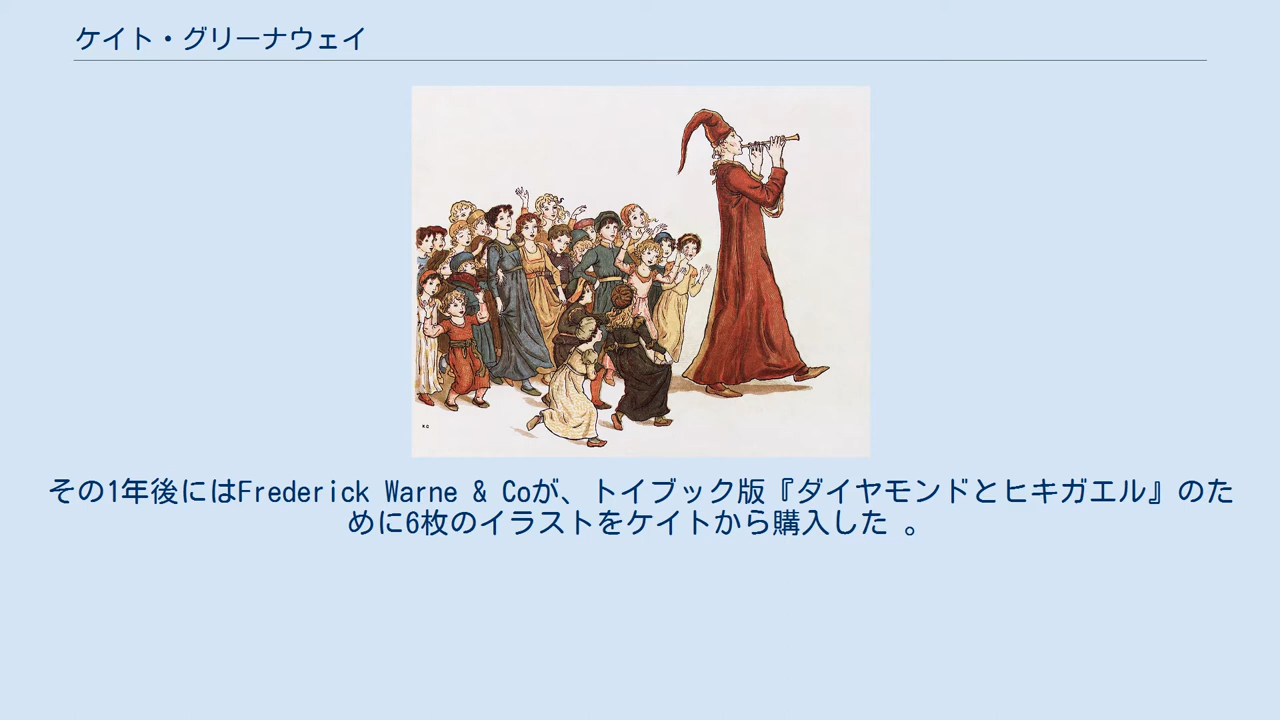 ケイト・グリーナウェイ
KG
その1年後にはFrederick Warne & Coが、トイブック版『ダイヤモンドとヒキガエル』のた
めに6枚のイラストをケイトから購入した 。